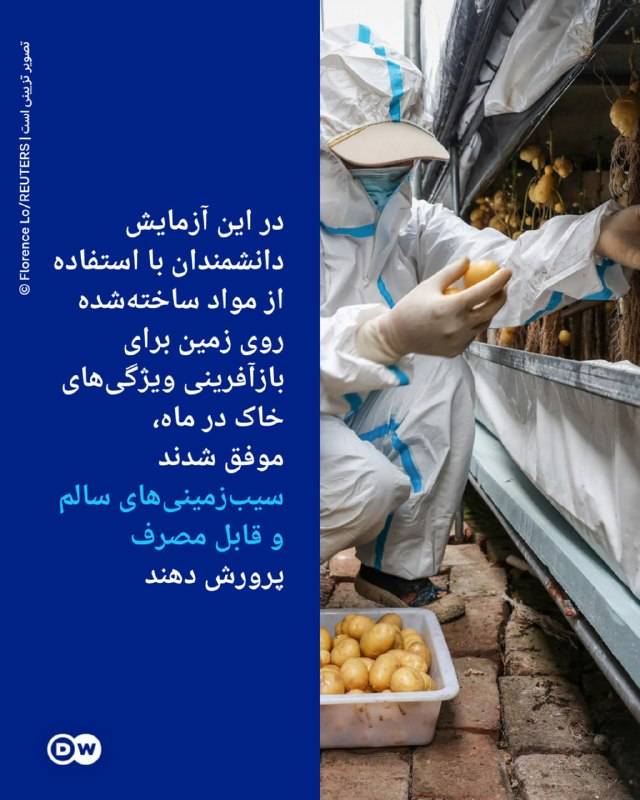 تصویر تزیینی است | © Florence Lo/REUTERS
در این آزمایش
دانشمندان با استفاده
از مواد ساخته‌شده
روی زمین برای
بازآفرینی ویژگی‌های
خاک در ماه،
موفق شدند
سیب‌زمینی‌های سالم
و قابل مصرف
پرورش دهند
DW